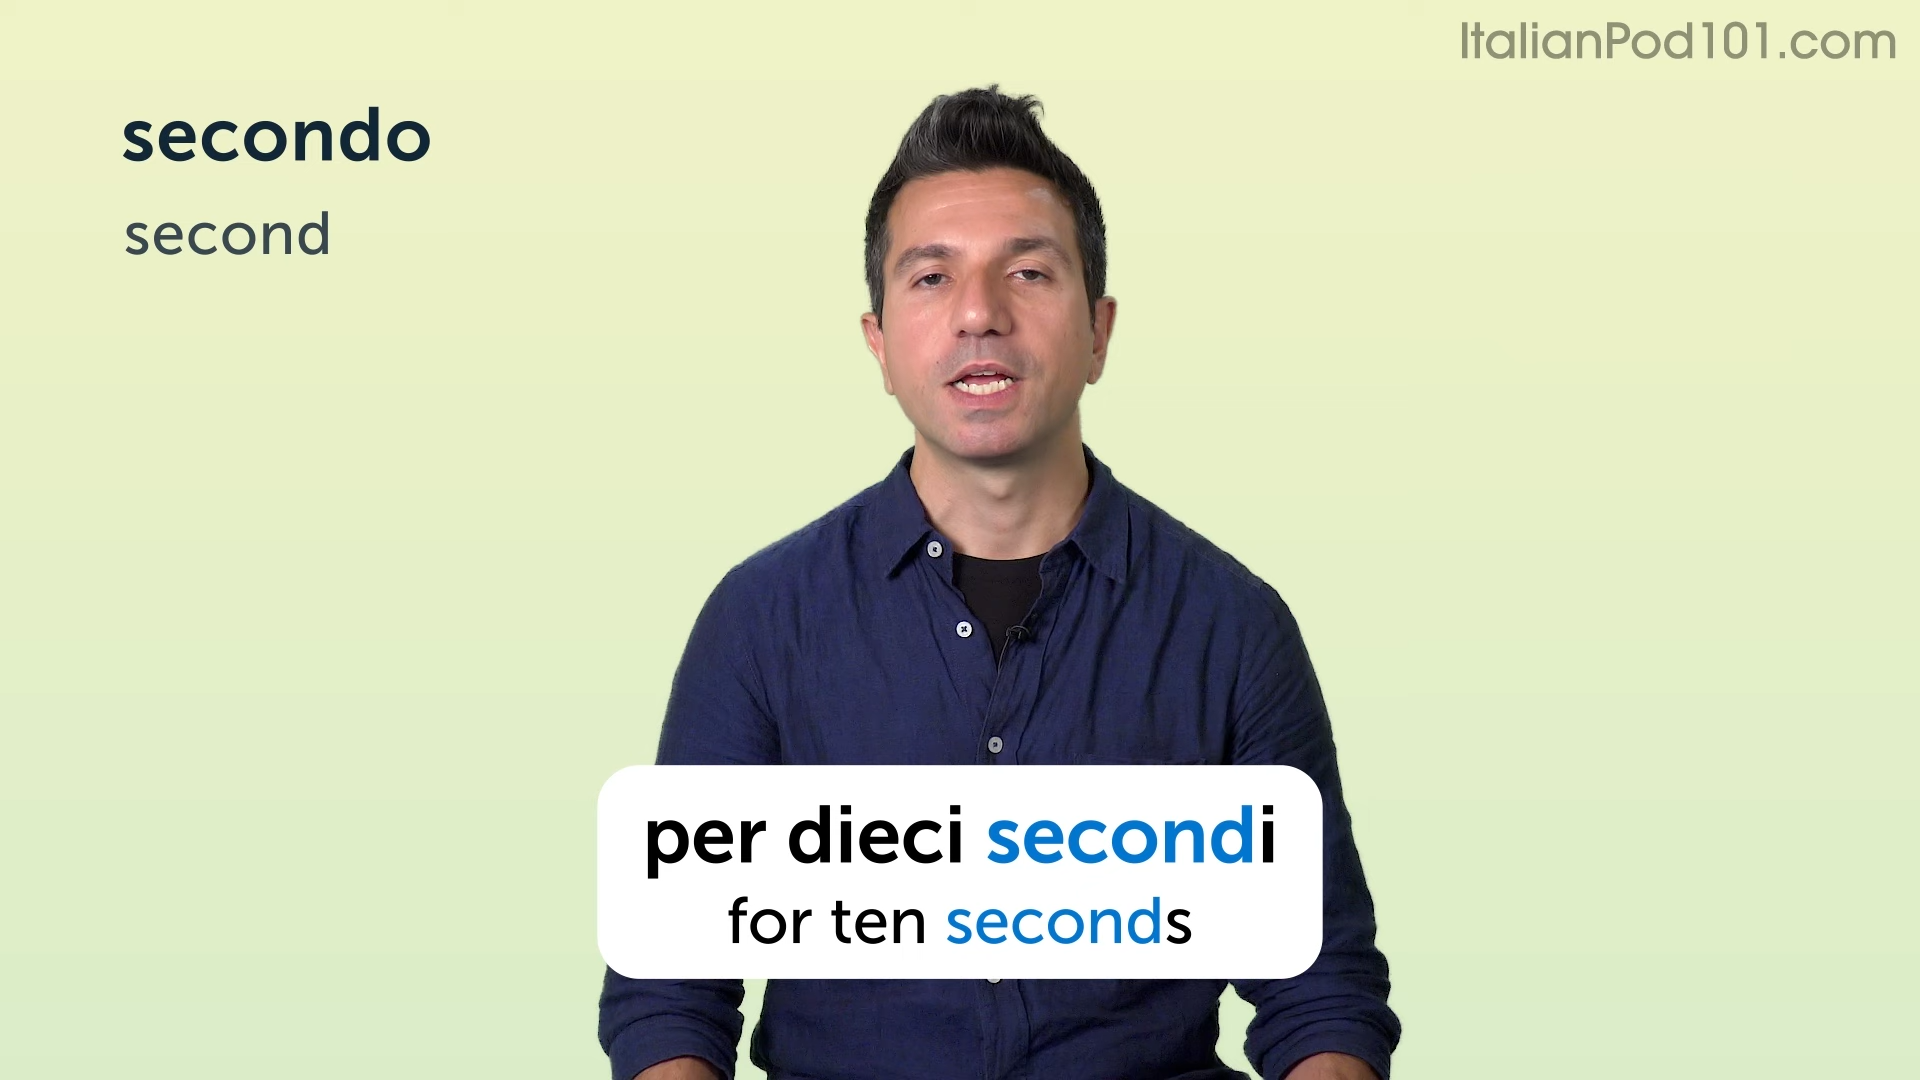 ItalianPod101.com
secondo
second
per dieci secondi
for ten seconds